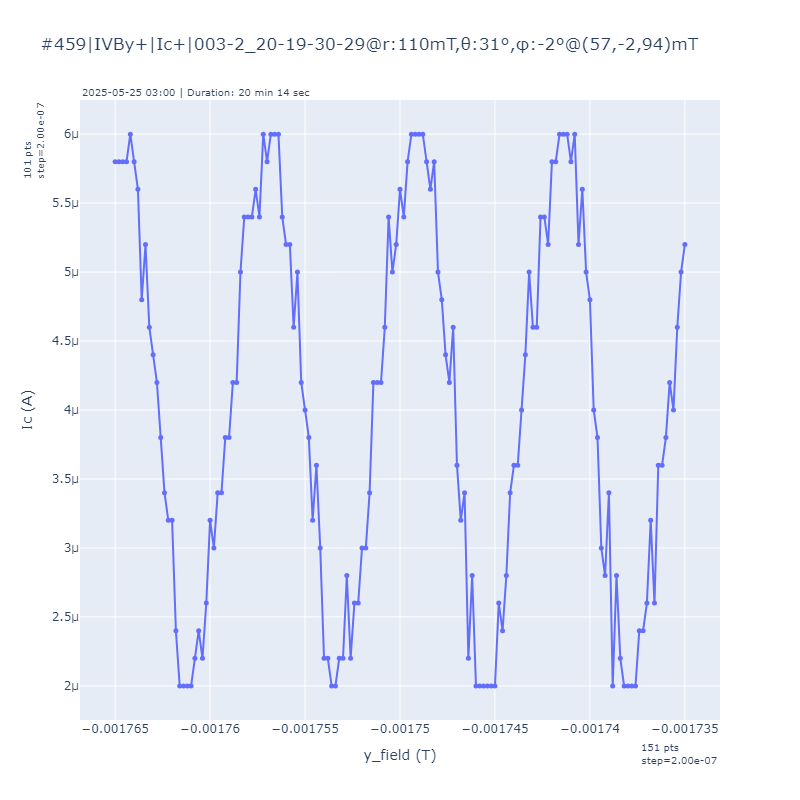 #459|IVBy+|Ic+|003-2_20-19-30-29@r:110mT,θ:31°,φ:-2°@(57,-2,94)mT
2025-05-25 03:00 | Duration: 20 min 14 sec
101 pts
step=2.00e-07
6μ
5.5μ
5μ
4.5μ
4μ
3.5μ
3μ
2.5μ
2μ
Ic (A)
−0.001765
−0.00176
−0.001755
−0.00175
−0.001745
−0.00174
−0.001735
y_field (T)
151 pts
step=2.00e-07